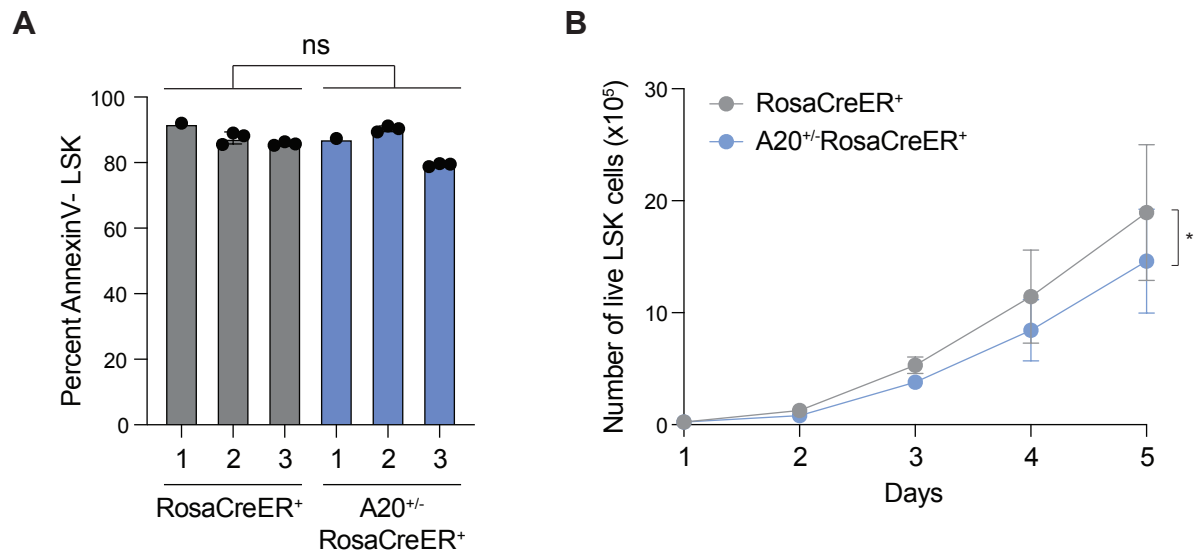 A
ns
Percent AnnexinV- LSK
100
80
60
40
20
0
1 2 3 1 2 3
RosaCreER⁺
A20⁺/⁻
RosaCreER⁺
B
Number of live LSK cells (x10⁵)
30
20
10
0
RosaCreER⁺
A20⁺/⁻RosaCreER⁺
*
1 2 3 4 5
Days